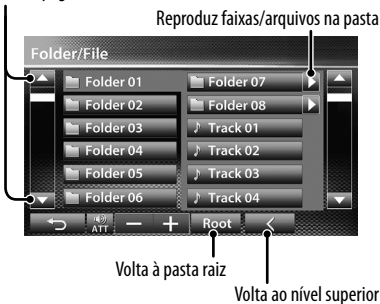 Reproduz faixas/arquivos na pasta
Folder/File
Folder 01
Folder 02
Folder 03
Folder 04
Folder 05
Folder 06
Folder 07
Folder 08
Track 01
Track 02
Track 03
Track 04
ATT
Root
Volta à pasta raiz
Volta ao nível superior